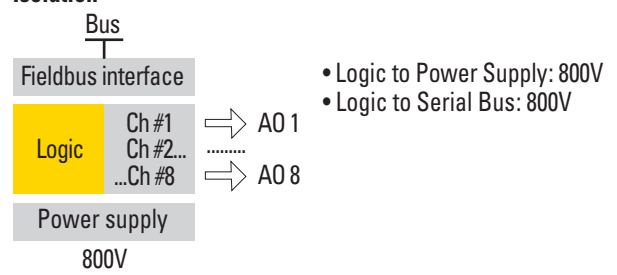 Bus
Fieldbus interface
• Logic to Power Supply: 800V
• Logic to Serial Bus: 800V
Logic
Ch #1
AO 1
Ch #2...
.........
...Ch #8
AO 8
Power supply
800V